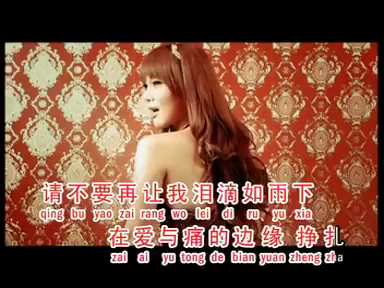 请不要再让我泪滴如雨下
qing bu yao zai rang wo lei di ru yu xia
在爱与痛的边缘 挣扎
zai ai yu tong de bian yuan zheng zha